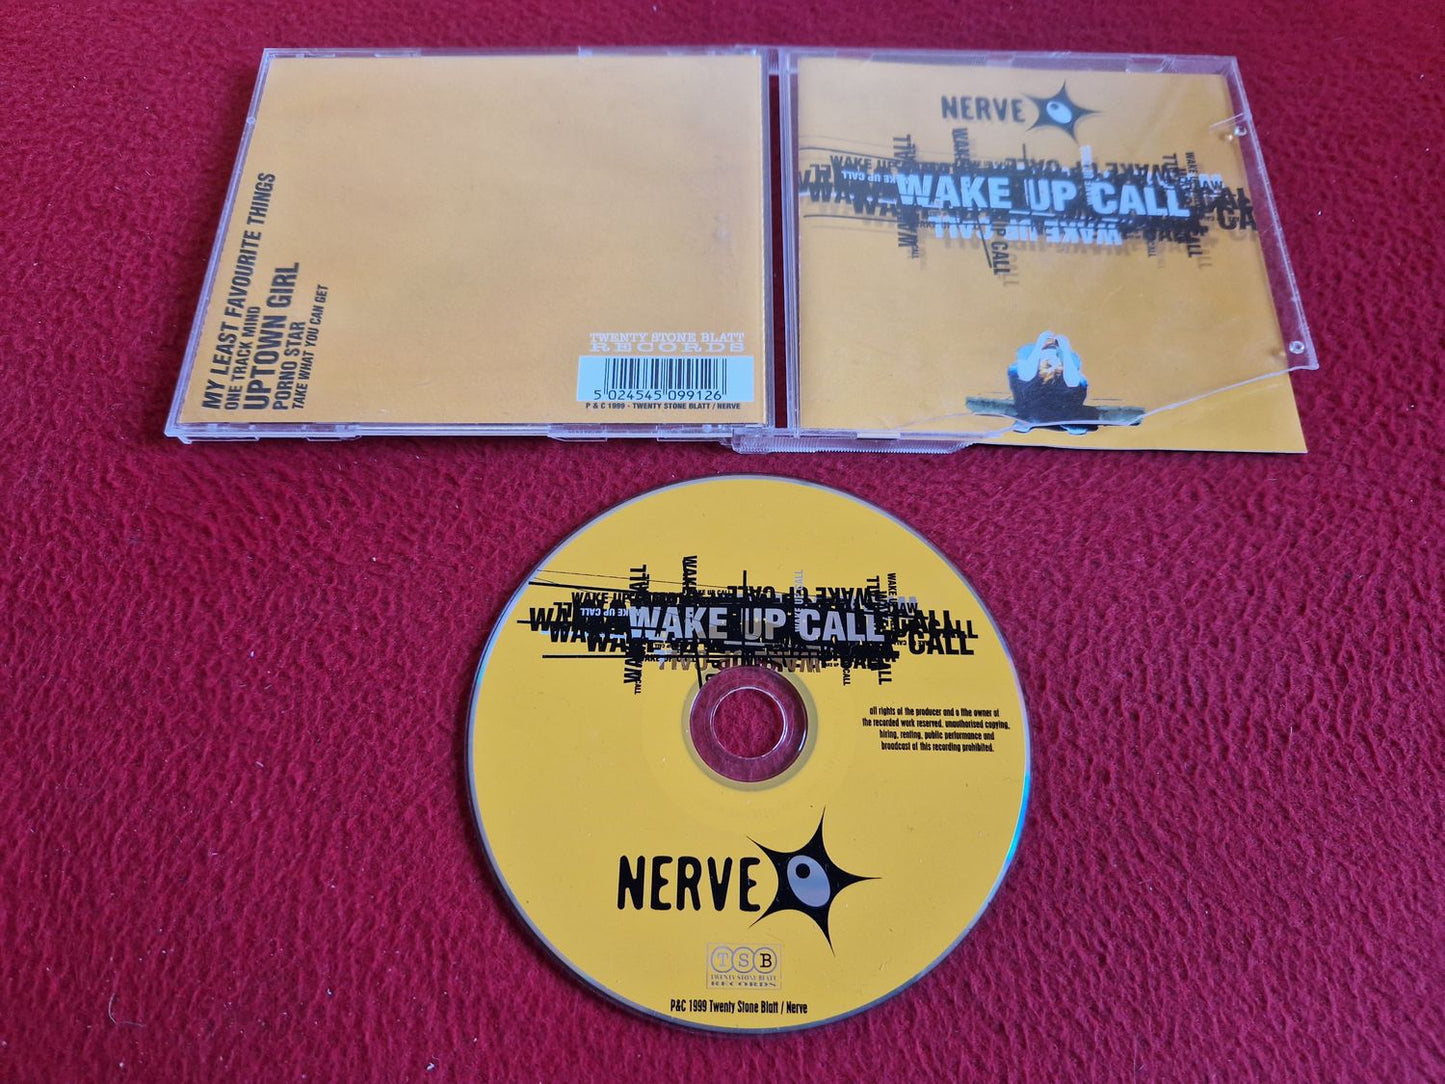 MY LEAST FAVOURITE THINGS
ONE TRACK MIND
UPTOWN GIRL
PORNO STAR
TAKE WHAT YOU CAN GET
TWENTY STONE BLATT
RECORDS
5 024545 099126
P & C 1999 - TWENTY STONE BLATT / NERVE
NERVE
WAKE UP CALL
WAKE UP CALL
all rights of the producer and o fthe owner of
the recorded work reserved. unauthorised copying,
hiring, renting, public performance and
broadcast of this recording prohibited.
NERVE
TSB
TWENTY STONE BLATT
RECORDS
P&C 1999 Twenty Stone Blatt / Nerve